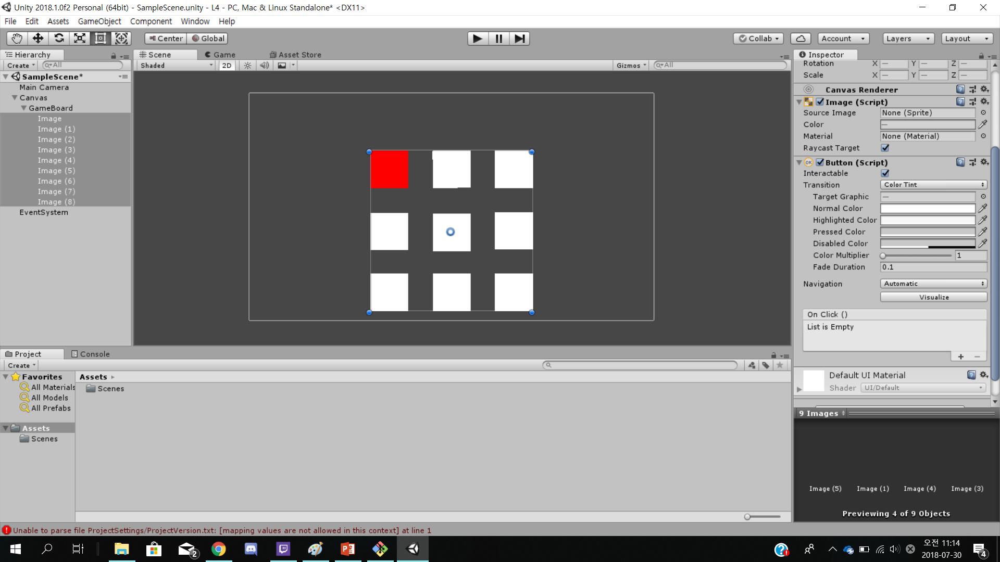 Unity 2018.1.0f2 Personal (64bit) - SampleScene.unity - L4 - PC, Mac & Linux Standalone* <DX11>
File Edit Assets GameObject Component Window Help
Center Global
Collab Account Layers Layout
Hierarchy
Create All
SampleScene*
Main Camera
Canvas
GameBoard
Image
Image (1)
Image (2)
Image (3)
Image (4)
Image (5)
Image (6)
Image (7)
Image (8)
EventSystem
Scene Game Asset Store
Shaded 2D Gizmos All
Inspector
Rotation X — Y — Z —
Scale X — Y — Z —
Canvas Renderer
Image (Script)
Source Image None (Sprite)
Color —
Material None (Material)
Raycast Target
OK Button (Script)
Interactable
Transition Color Tint
Target Graphic —
Normal Color
Highlighted Color
Pressed Color
Disabled Color
Color Multiplier 1
Fade Duration 0.1
Navigation Automatic
Visualize
On Click ()
List is Empty
+ −
Default UI Material
Shader UI/Default
9 Images
Image (5) Image (1) Image (4) Image (3)
Previewing 4 of 9 Objects
Project Console
Create
Favorites
All Materials
All Models
All Prefabs
Assets
Scenes
Assets
Scenes
Unable to parse file ProjectSettings/ProjectVersion.txt: [mapping values are not allowed in this context] at line 1
2
오전 11:14
2018-07-30
4